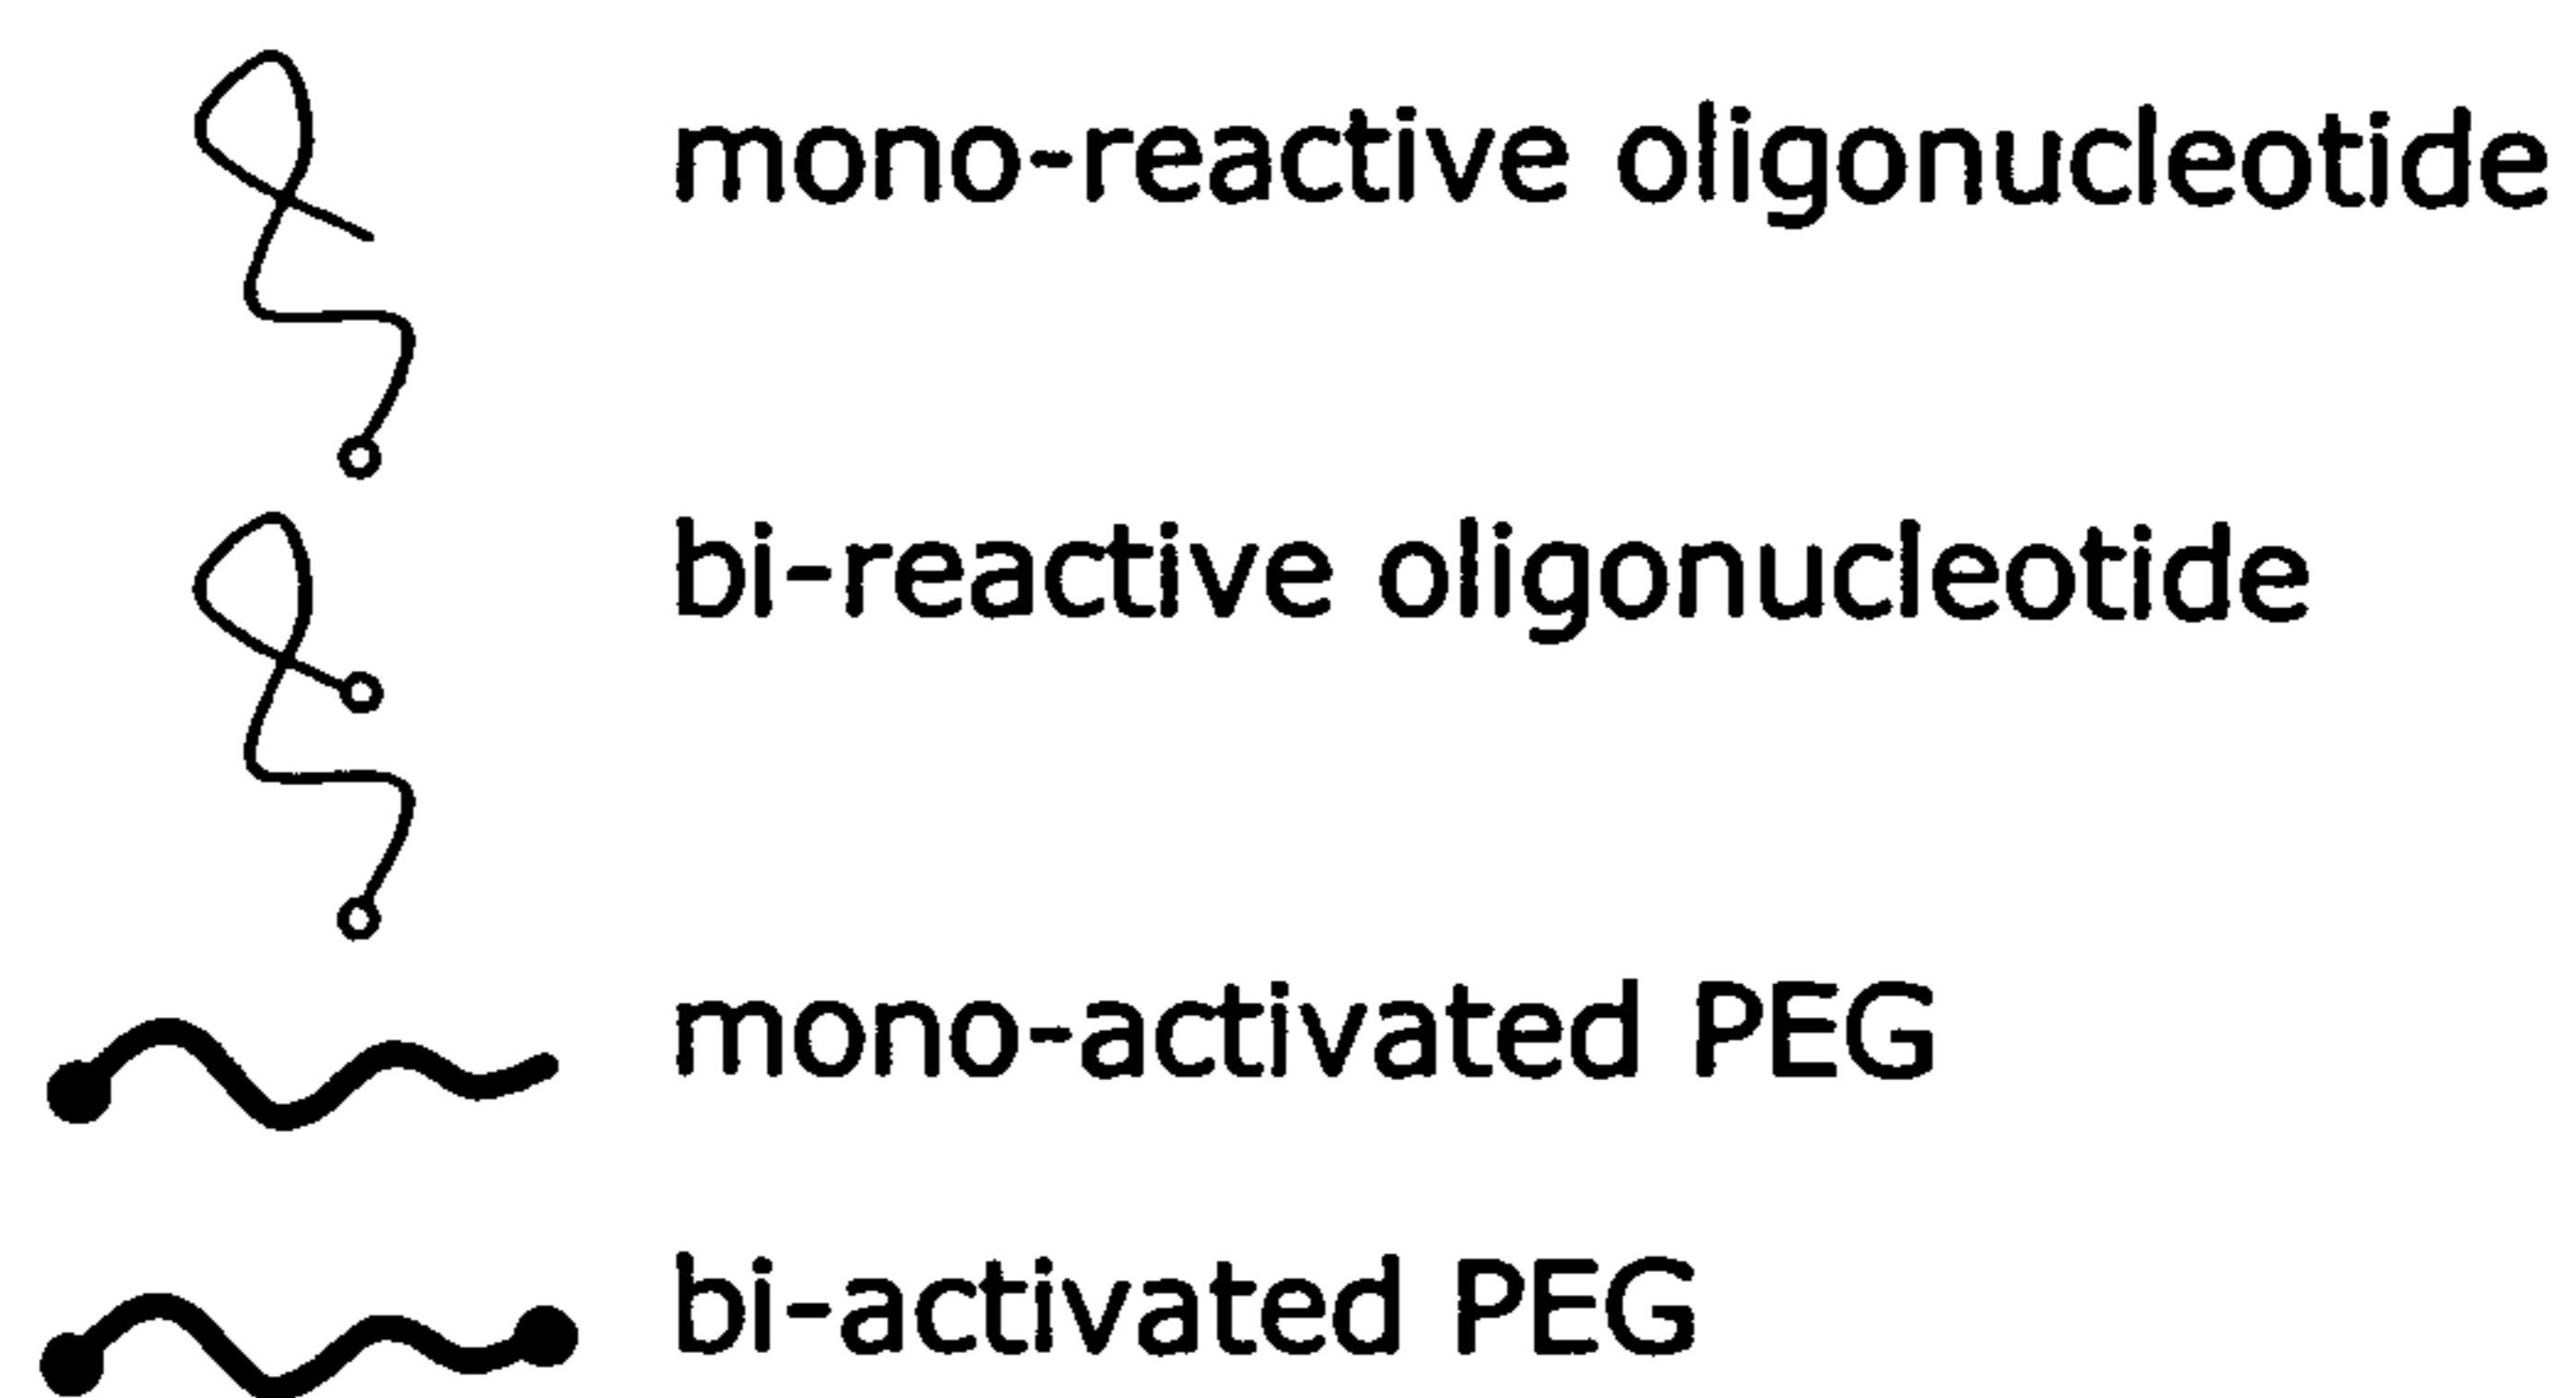 mono-reactive oligonucleotide
bi-reactive oligonucleotide
mono-activated PEG
bi-activated PEG